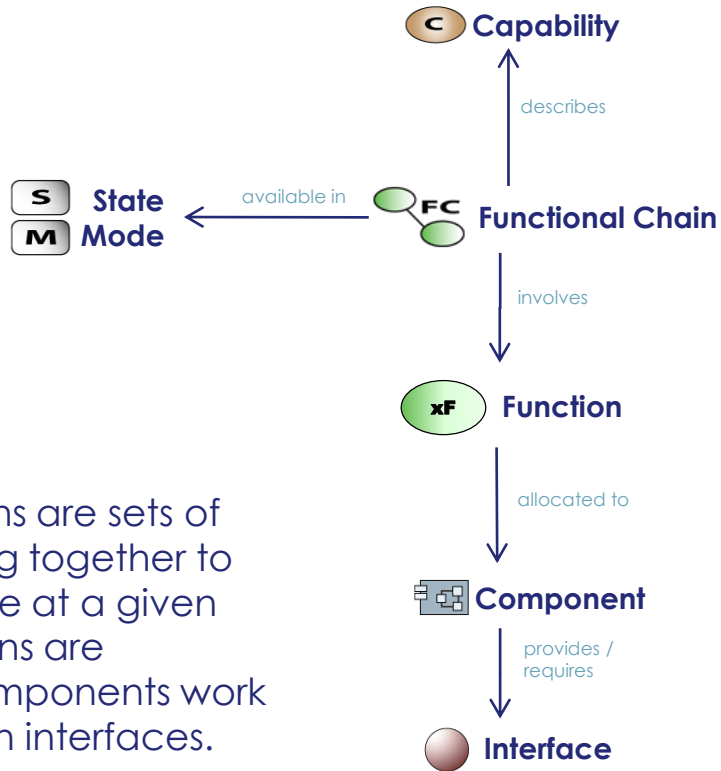 C Capability
describes
S State
available in
FC
M Mode
Functional Chain
involves
xF Function
allocated to
ns are sets of
g together to
e at a given
ns are
mponents work
n interfaces.
Component
provides /
requires
Interface